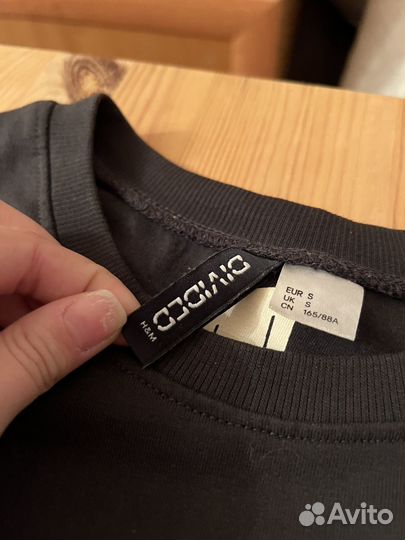 DIVIDED
H&M
EUR S
UK S
CN 165/88A
Avito